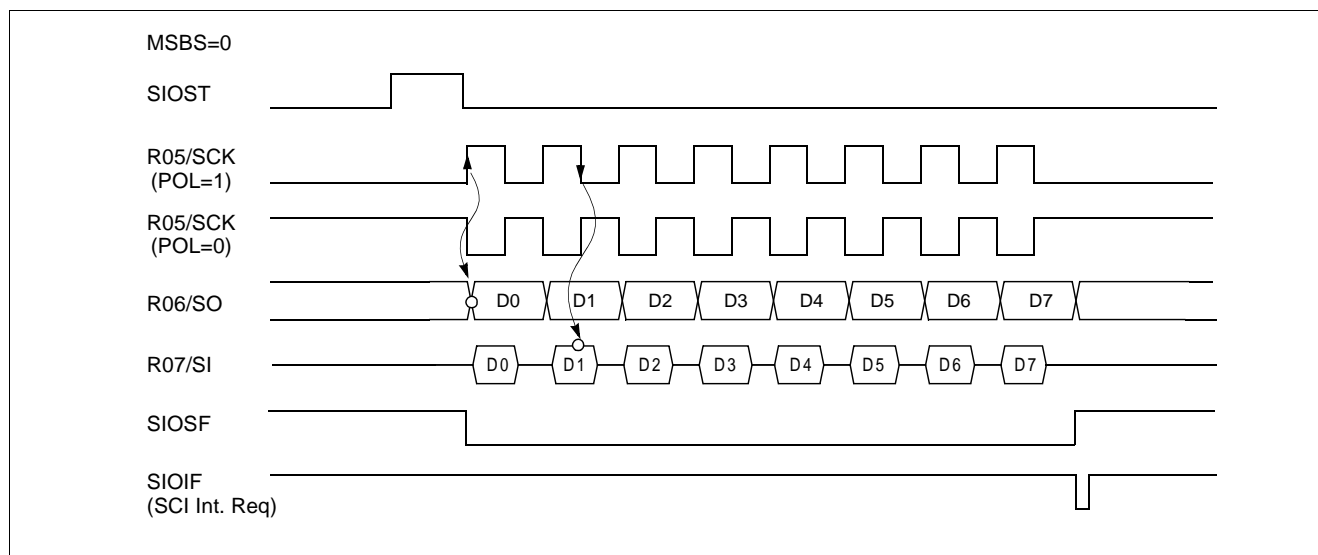 MSBS=0
SIOST
R05/SCK
(POL=1)
R05/SCK
(POL=0)
R06/SO
D0 D1 D2 D3 D4 D5 D6 D7
R07/SI
D0 D1 D2 D3 D4 D5 D6 D7
SIOSF
SIOIF
(SCI Int. Req)